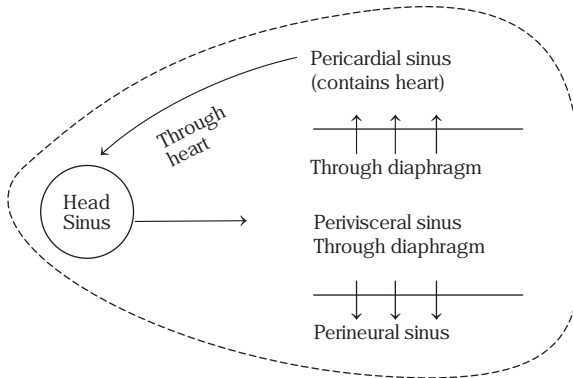 Pericardial sinus
(contains heart)
Through
heart
Through diaphragm
Head
Sinus
Perivisceral sinus
Through diaphragm
Perineural sinus